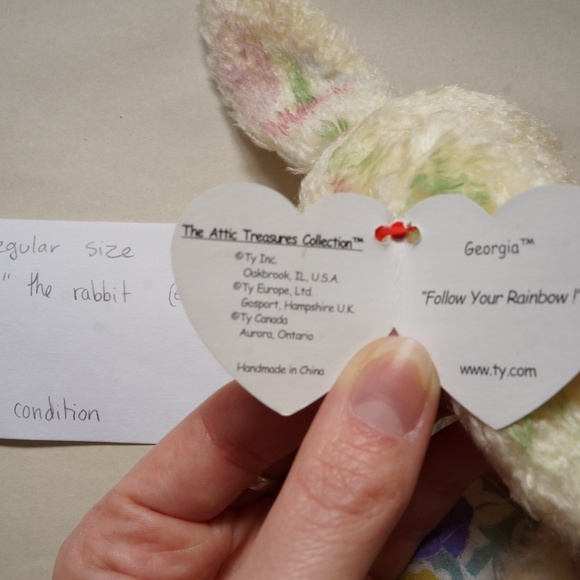 egular size
" the rabbit (
condition
The Attic Treasures Collection™
©Ty Inc.
Oakbrook, IL, U.S.A.
©Ty Europe, Ltd.
Gosport, Hampshire U.K.
©Ty Canada
Aurora, Ontario
Handmade in China
Georgia™
"Follow Your Rainbow !"
www.ty.com